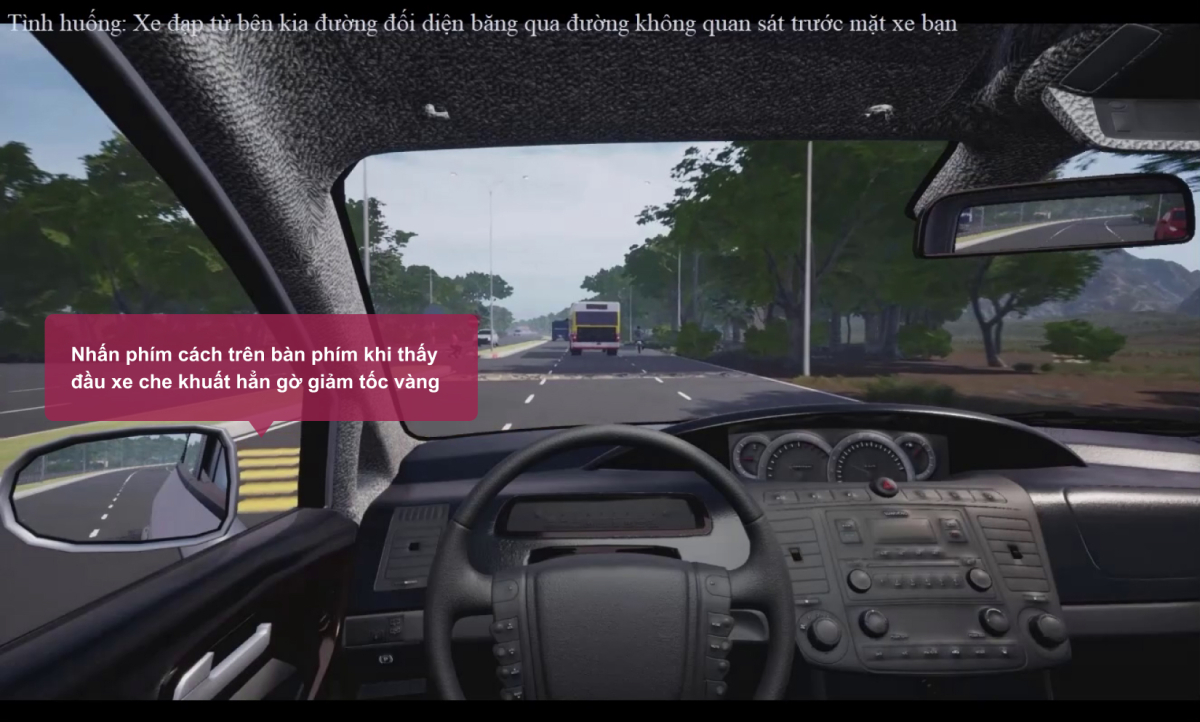 Tình huống: Xe đạp từ bên kia đường đối diện băng qua đường không quan sát trước mặt xe bạn
Nhấn phím cách trên bàn phím khi thấy
đầu xe che khuất hẳn gờ giảm tốc vàng